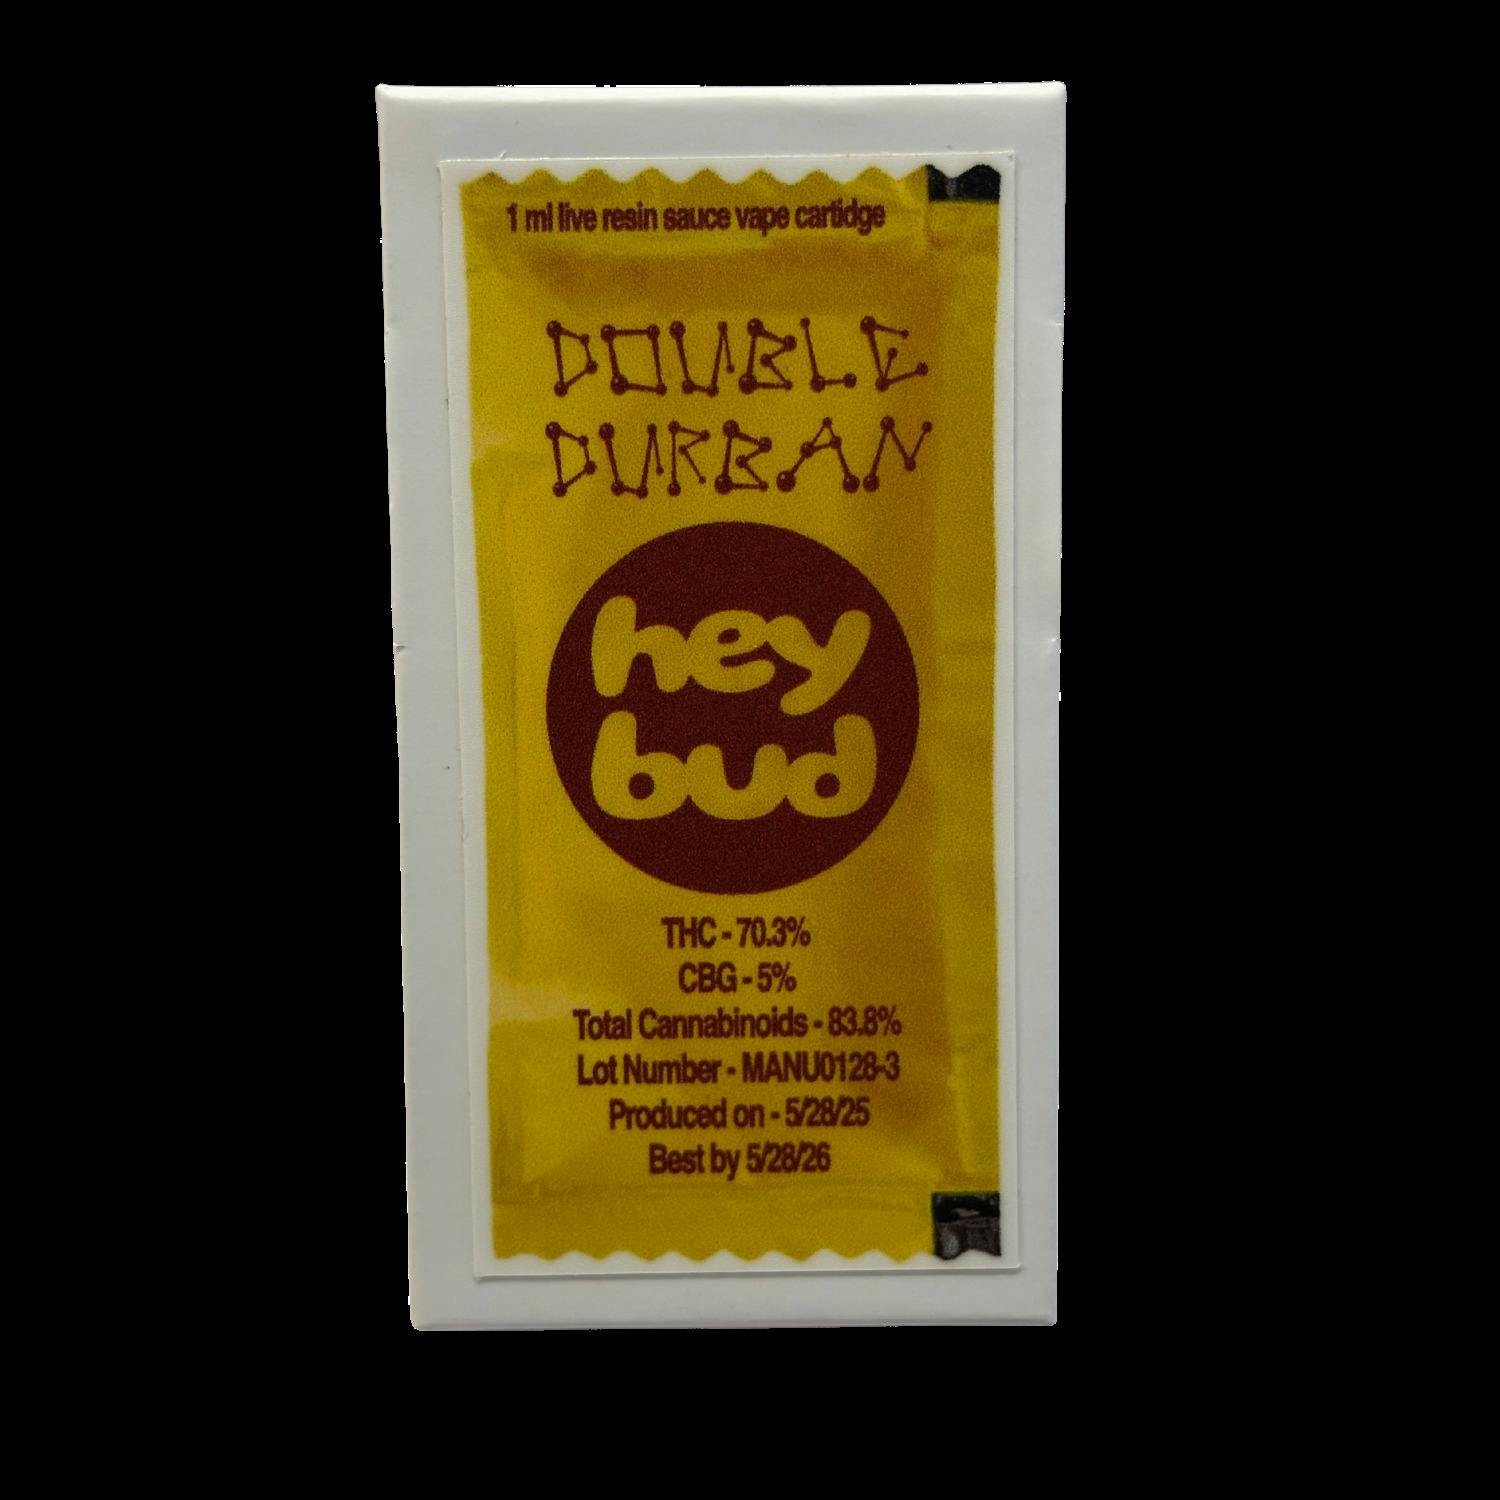 1 ml live resin sauce vape cartidge
DOUBLE
DURBAN
hey
bud
THC - 70.3%
CBG - 5%
Total Cannabinoids - 83.8%
Lot Number - MANU0128-3
Produced on - 5/28/25
Best by 5/28/26